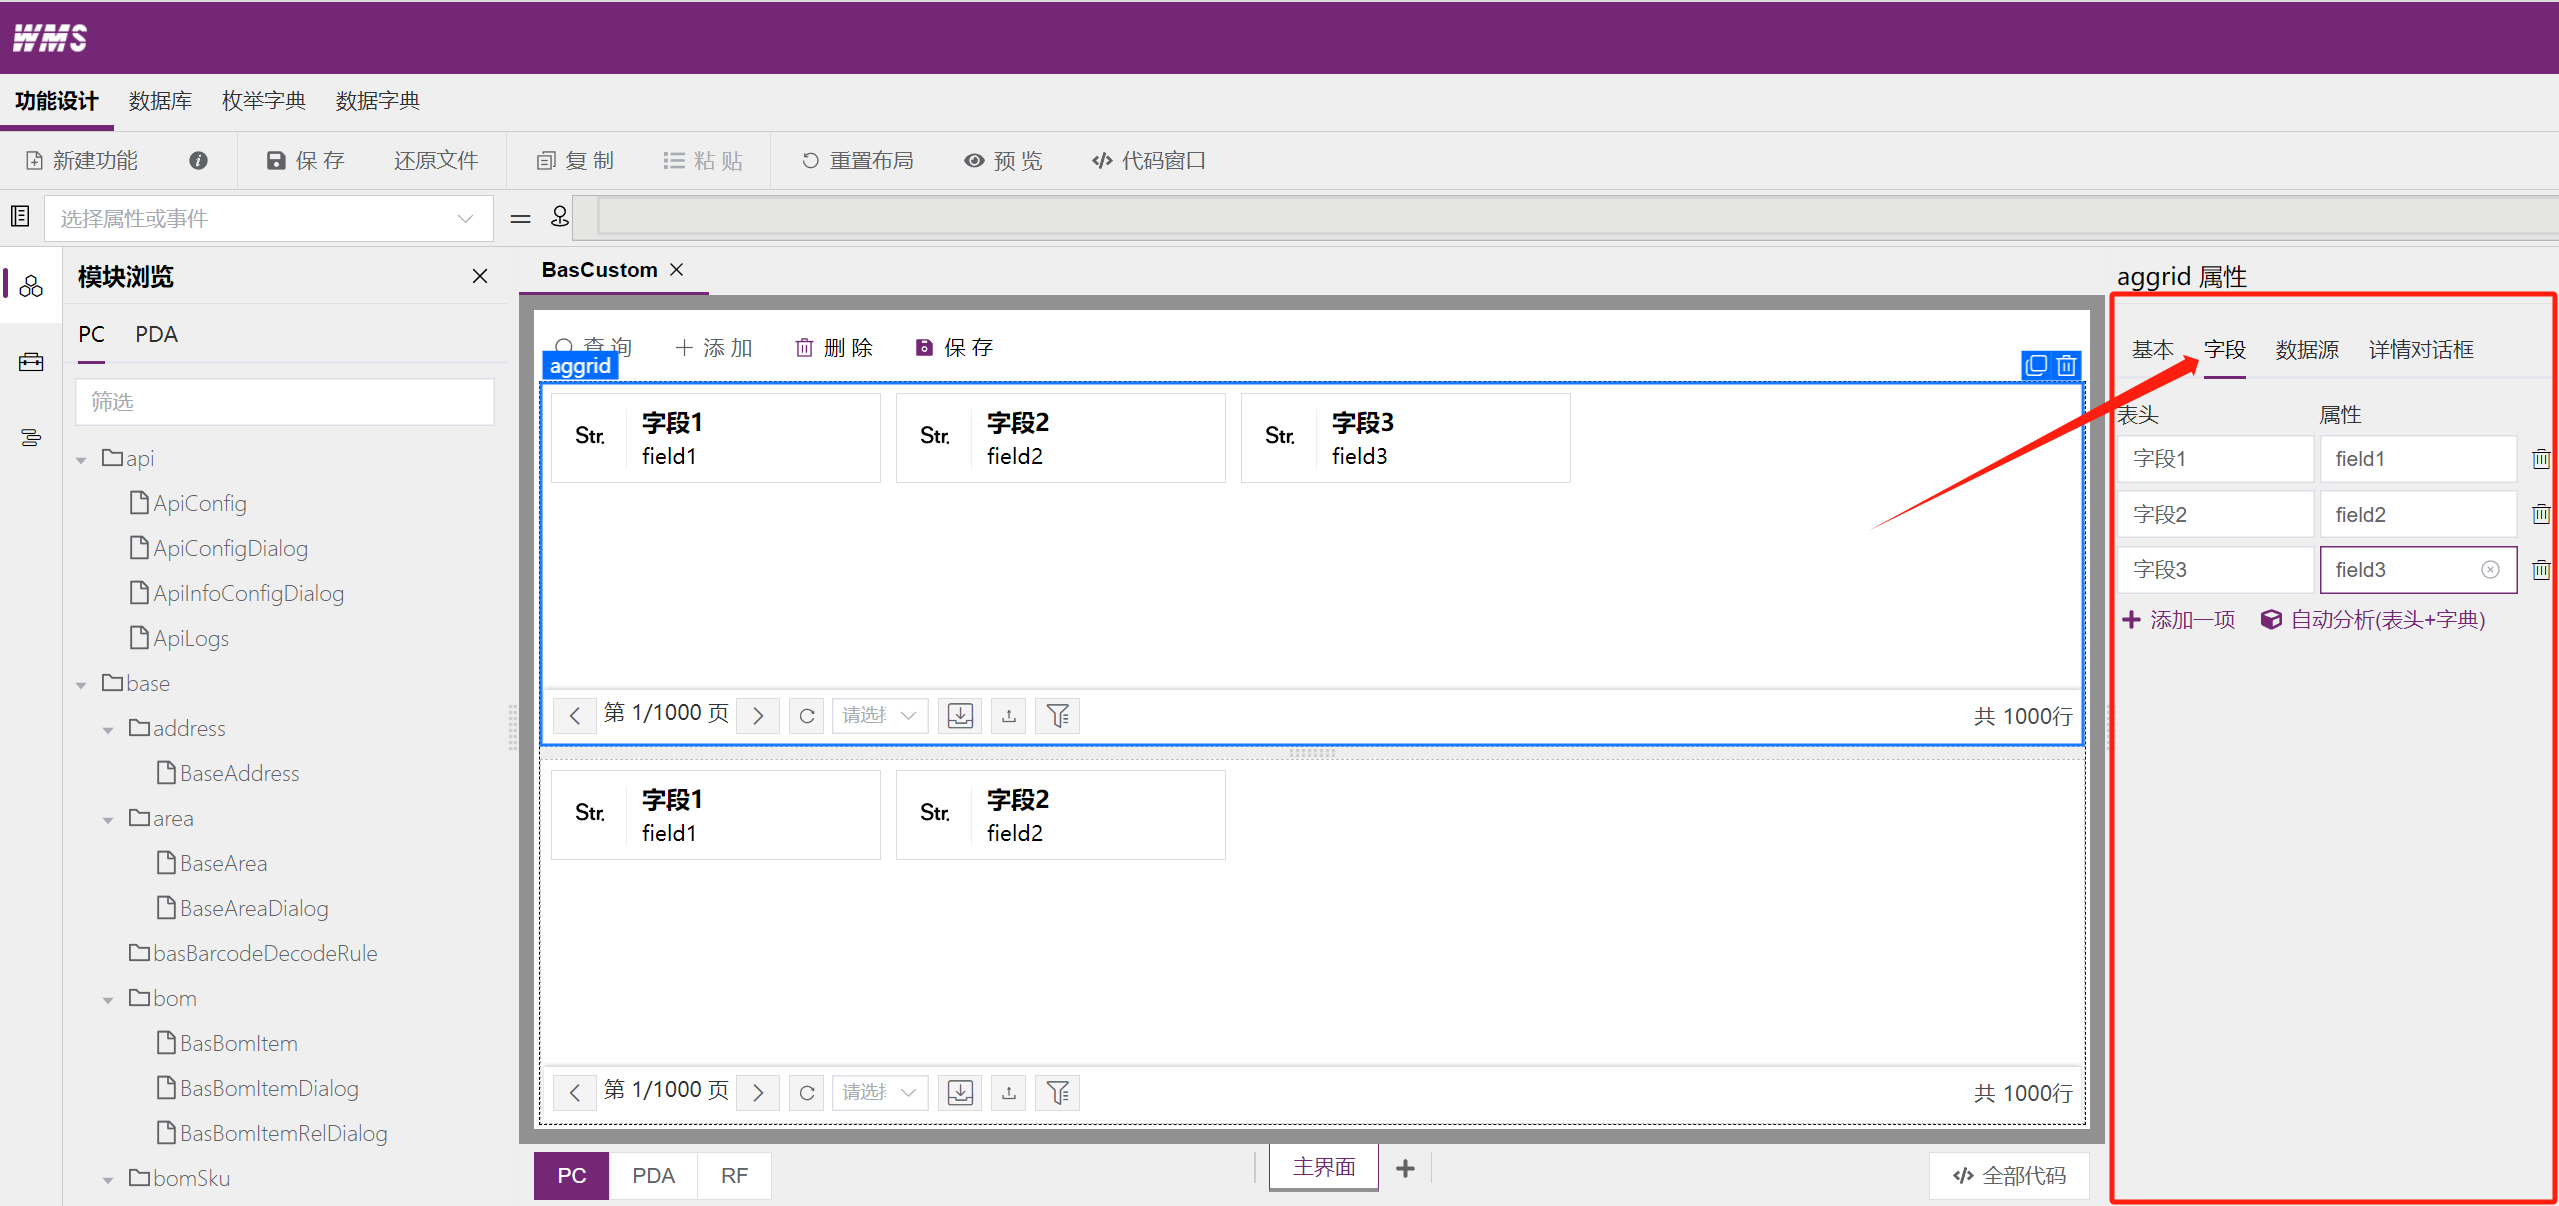 WMS
功能设计 数据库 枚举字典 数据字典
新建功能 保 存 还原文件 复 制 粘 贴 重置布局 预 览 代码窗口
选择属性或事件 =
模块浏览
PC PDA
筛选
api
ApiConfig
ApiConfigDialog
ApiInfoConfigDialog
ApiLogs
base
address
BaseAddress
area
BaseArea
BaseAreaDialog
basBarcodeDecodeRule
bom
BasBomItem
BasBomItemDialog
BasBomItemRelDialog
bomSku
BasCustom
查 询 添 加 删 除 保 存
aggrid
Str. 字段1 field1
Str. 字段2 field2
Str. 字段3 field3
第 1/1000 页 请选择 共 1000行
Str. 字段1 field1
Str. 字段2 field2
第 1/1000 页 请选择 共 1000行
PC PDA RF 主界面 全部代码
aggrid 属性
基本 字段 数据源 详情对话框
表头 属性
字段1 field1
字段2 field2
字段3 field3
添加一项 自动分析(表头+字典)